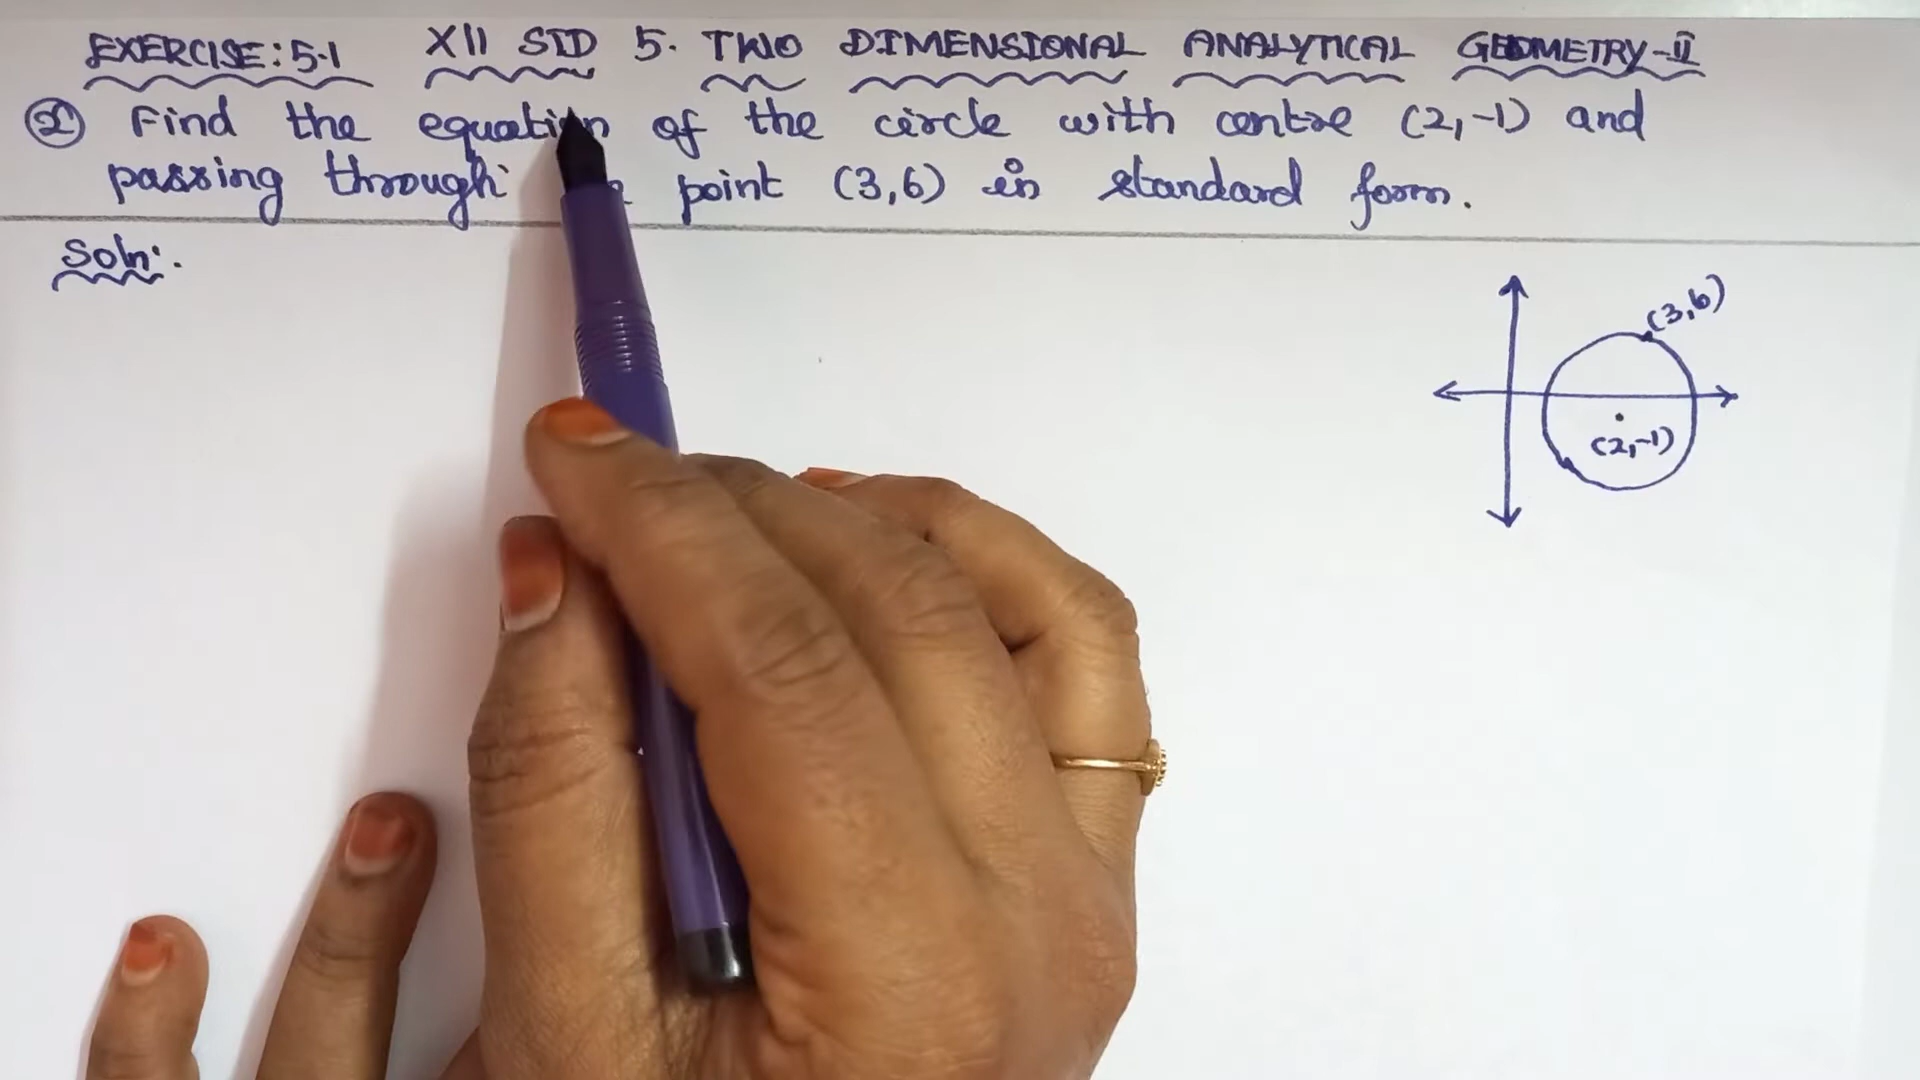 EXERCISE: 5.1 XII STD 5. TWO DIMENSIONAL ANALYTICAL GEOMETRY-II
② Find the equation of the circle with centre (2,-1) and
passing through point (3,6) in standard form.
Soln:.
(3,6)
(2,-1)